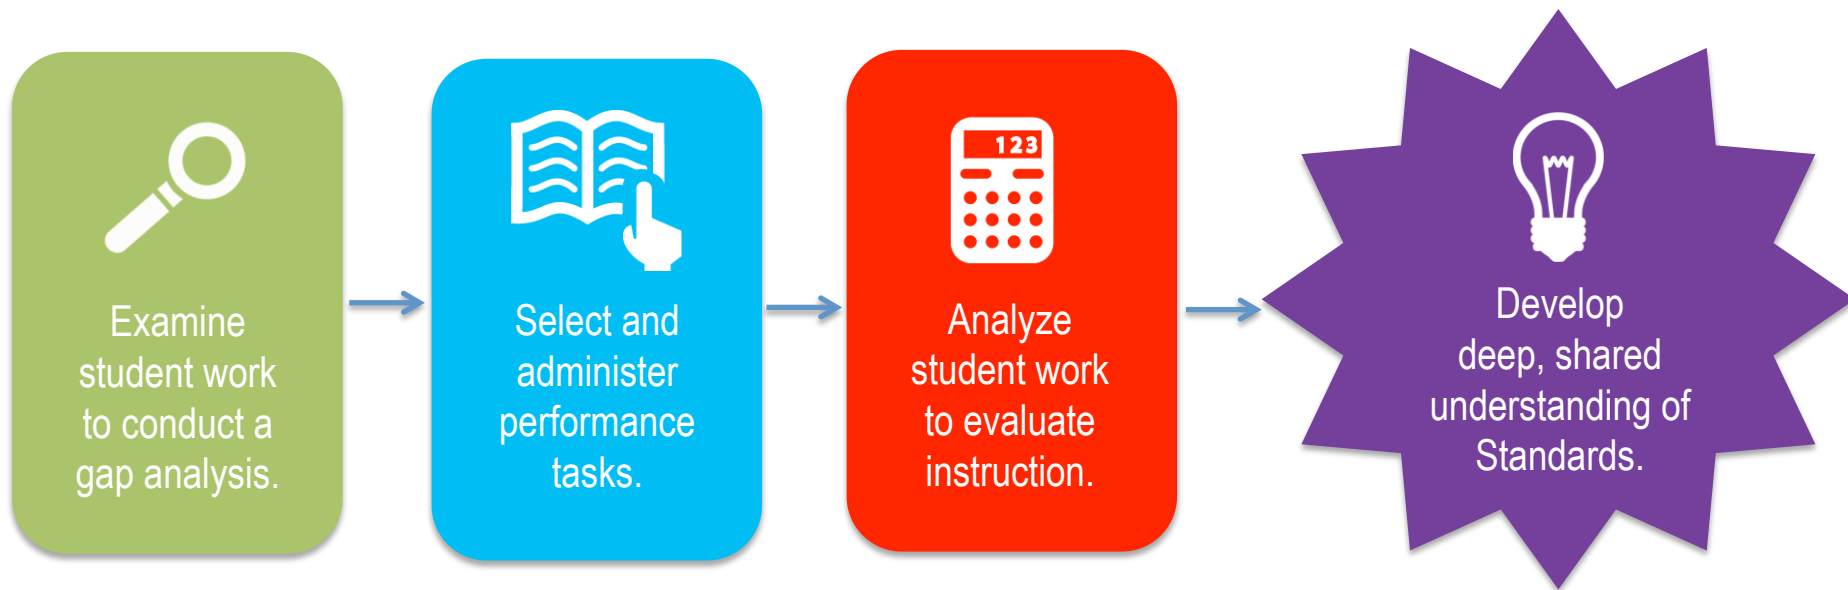 Examine
student work
to conduct a
gap analysis.
Select and
administer
performance
tasks.
123
Analyze
student work
to evaluate
instruction.
Develop
deep, shared
understanding of
Standards.